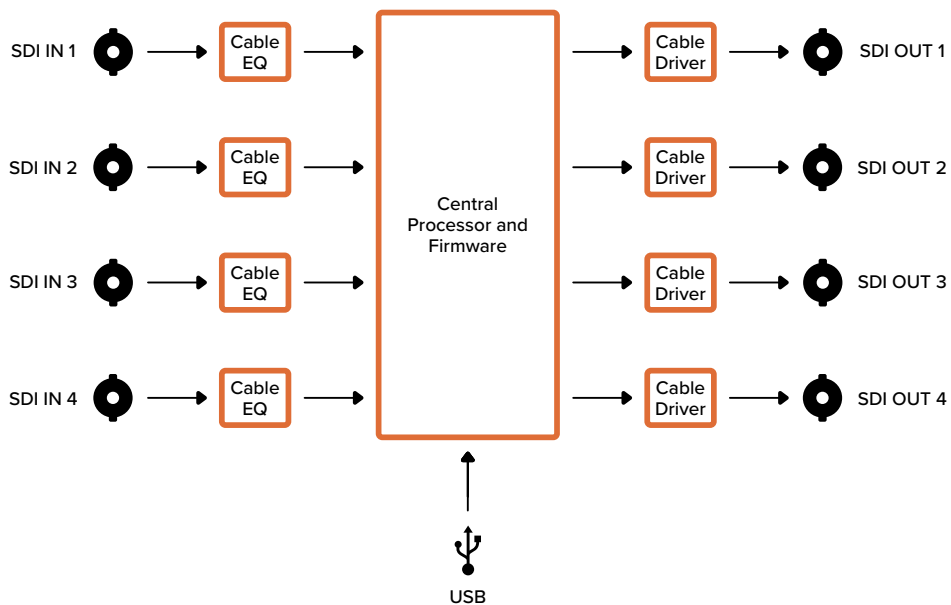 SDI IN 1
Cable
EQ
Cable
Driver
SDI OUT 1
SDI IN 2
Cable
EQ
Cable
Driver
SDI OUT 2
Central
Processor and
Firmware
SDI IN 3
Cable
EQ
Cable
Driver
SDI OUT 3
SDI IN 4
Cable
EQ
Cable
Driver
SDI OUT 4
USB